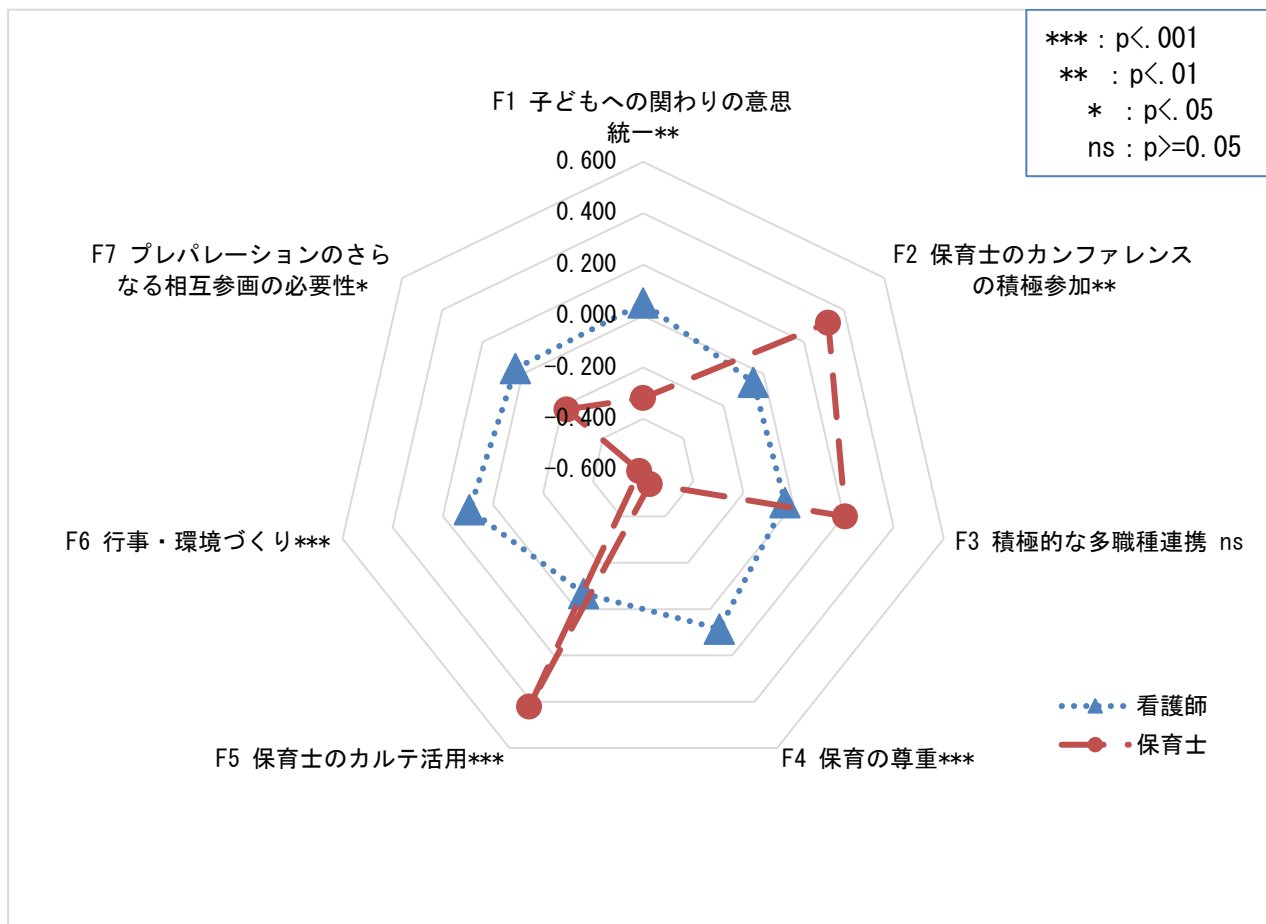 *** : p<.001
** : p<.01
* : p<.05
ns : p>=0.05
F1 子どもへの関わりの意思
統一**
0.600
0.400
0.200
0.000
-0.200
-0.400
-0.600
F2 保育士のカンファレンス
の積極参加**
F7 プレパレーションのさら
なる相互参画の必要性*
F6 行事・環境づくり***
F3 積極的な多職種連携 ns
F5 保育士のカルテ活用***
F4 保育の尊重***
看護師
保育士